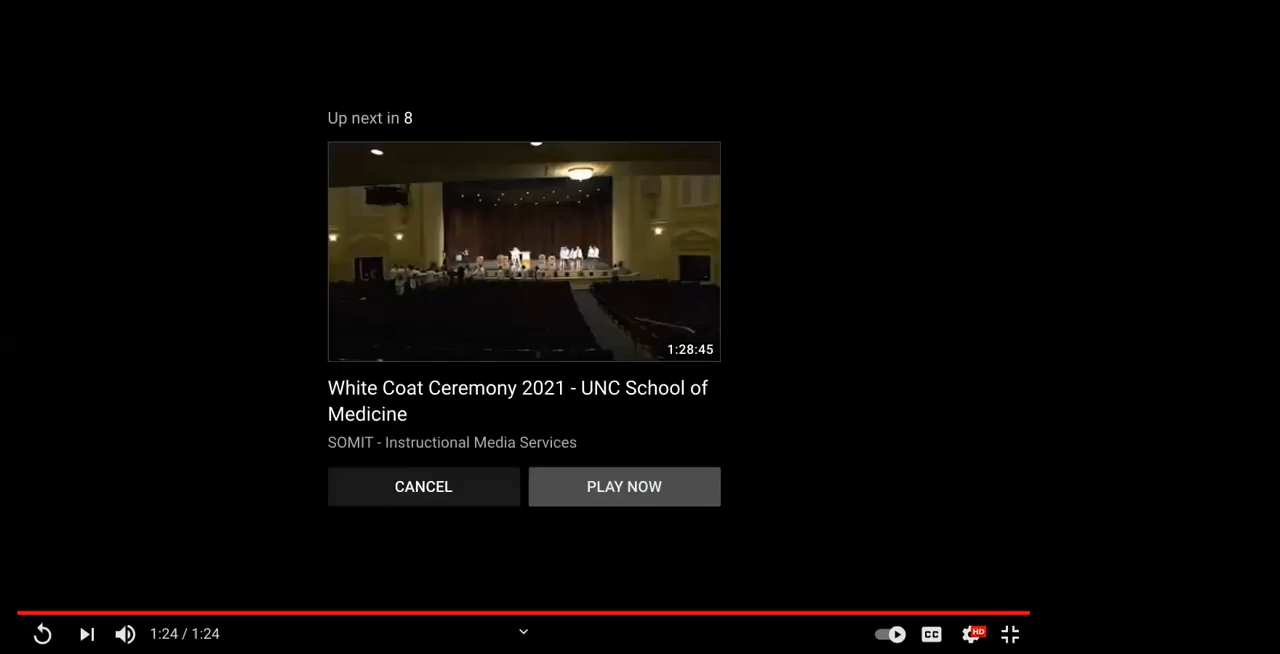 Up next in 8
1:28:45
White Coat Ceremony 2021 - UNC School of
Medicine
SOMIT - Instructional Media Services
CANCEL
PLAY NOW
1:24 / 1:24
CC
HD